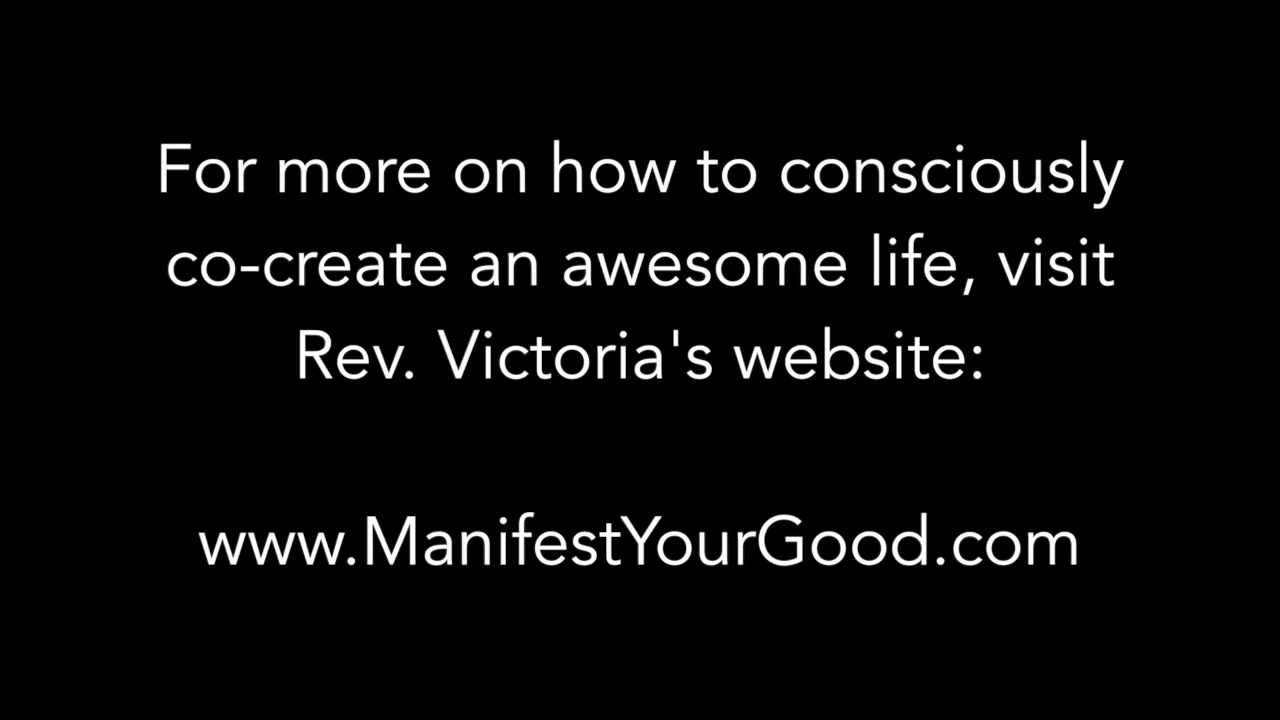 For more on how to consciously
co-create an awesome life, visit
Rev. Victoria's website:
www.ManifestYourGood.com